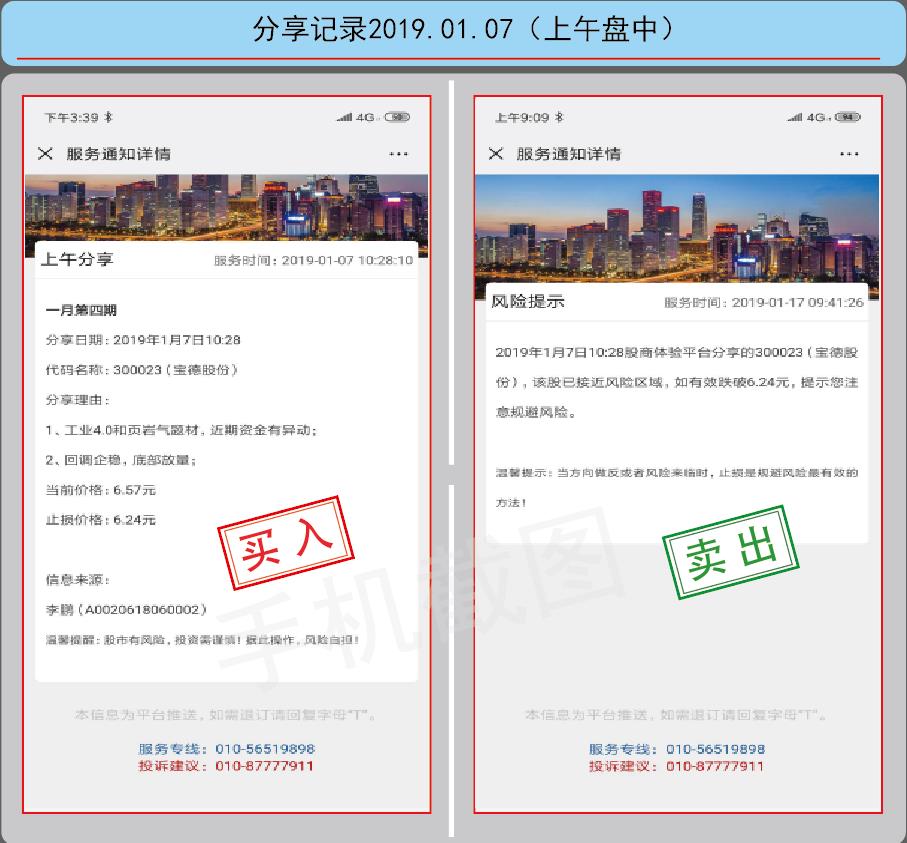 分享记录2019.01.07（上午盘中）
下午3:39
4G
50
服务通知详情
上午分享
服务时间：2019-01-07 10:28:10
一月第四期
分享日期：2019年1月7日10:28
代码名称：300023（宝德股份）
分享理由：
1、工业4.0和页岩气题材，近期资金有异动；
2、回调企稳，底部放量；
当前价格：6.57元
止损价格：6.24元
买入
信息来源：
李鹏（A0020618060002）
温馨提醒：股市有风险，投资需谨慎！据此操作，风险自担！
本信息为平台推送，如需退订请回复字母“T”。
服务专线：010-56519898
投诉建议：010-87777911
上午9:09
4G
94
服务通知详情
风险提示
服务时间：2019-01-17 09:41:26
2019年1月7日10:28股商体验平台分享的300023（宝德股
份），该股已接近风险区域，如有效跌破6.24元，提示您注
意规避风险。
温馨提示：当方向做反或者风险来临时，止损是规避风险最有效的
方法！
卖出
本信息为平台推送，如需退订请回复字母“T”。
服务专线：010-56519898
投诉建议：010-87777911
手机截图